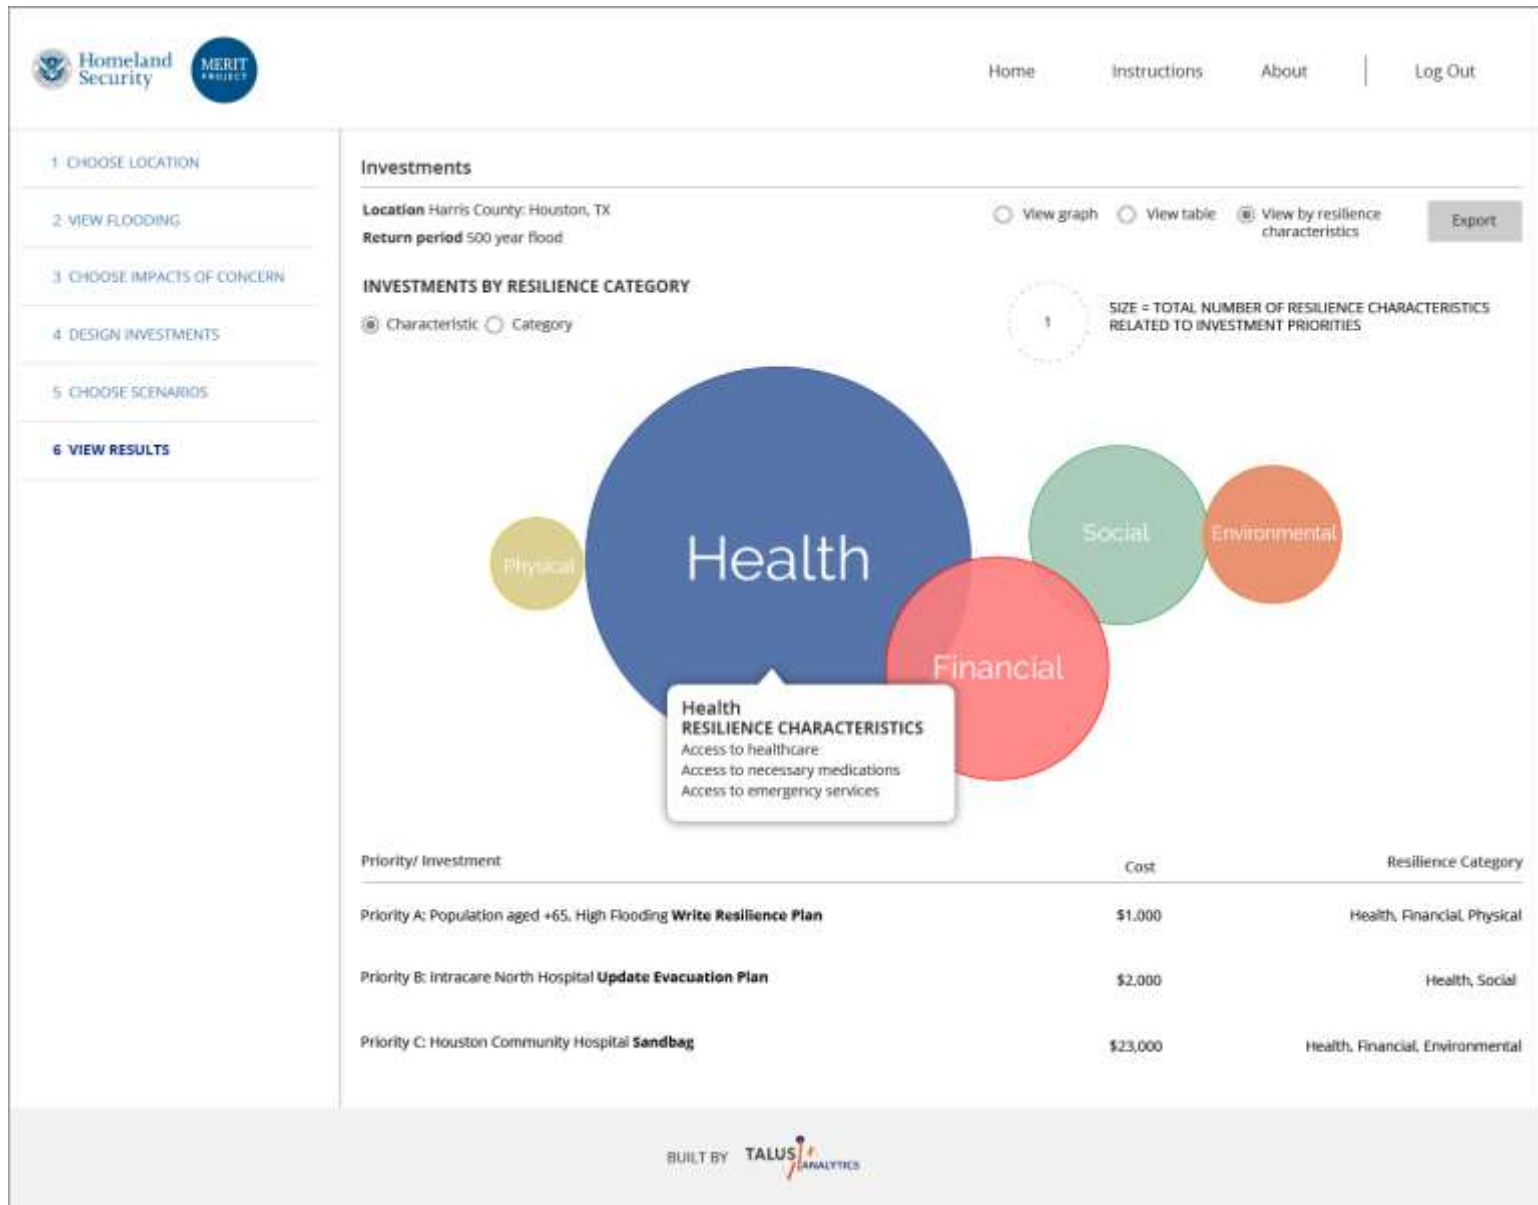 Homeland
Security
MERIT
PROJECT
Home Instructions About Log Out
1 CHOOSE LOCATION
2 VIEW FLOODING
3 CHOOSE IMPACTS OF CONCERN
4 DESIGN INVESTMENTS
5 CHOOSE SCENARIOS
6 VIEW RESULTS
Investments
Location Harris County: Houston, TX
Return period 500 year flood
View graph
View table
View by resilience
characteristics
Export
INVESTMENTS BY RESILIENCE CATEGORY
Characteristic Category
1
SIZE = TOTAL NUMBER OF RESILIENCE CHARACTERISTICS
RELATED TO INVESTMENT PRIORITIES
Physical
Health
Social
Environmental
Financial
Health
RESILIENCE CHARACTERISTICS
Access to healthcare
Access to necessary medications
Access to emergency services
Priority/ Investment Cost Resilience Category
Priority A: Population aged +65, High Flooding Write Resilience Plan $1,000 Health, Financial, Physical
Priority B: Intracare North Hospital Update Evacuation Plan $2,000 Health, Social
Priority C: Houston Community Hospital Sandbag $23,000 Health, Financial, Environmental
BUILT BY TALUS
ANALYTICS